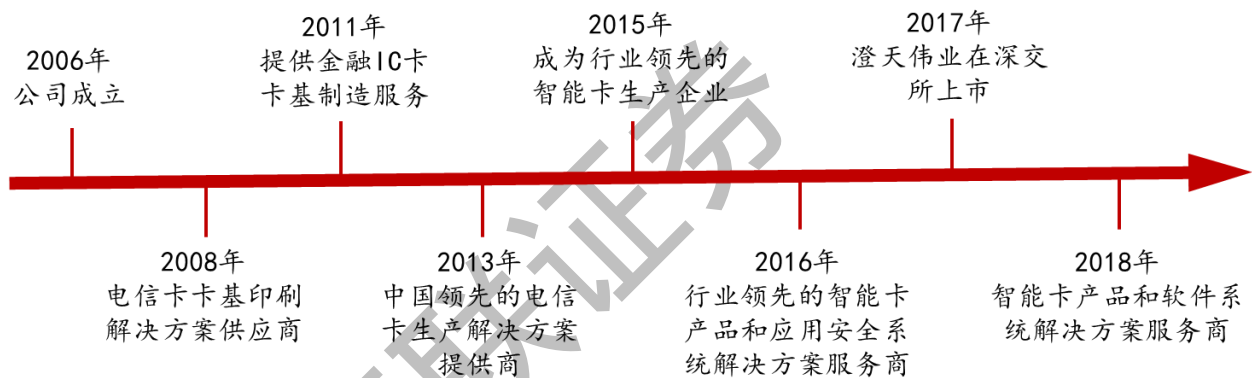 2006年
公司成立
2011年
提供金融IC卡
卡基制造服务
2015年
成为行业领先的
智能卡生产企业
2017年
澄天伟业在深交
所上市
2008年
电信卡卡基印刷
解决方案供应商
2013年
中国领先的电信
卡生产解决方案
提供商
2016年
行业领先的智能卡
产品和应用安全系
统解决方案服务商
2018年
智能卡产品和软件系
统解决方案服务商
联证券